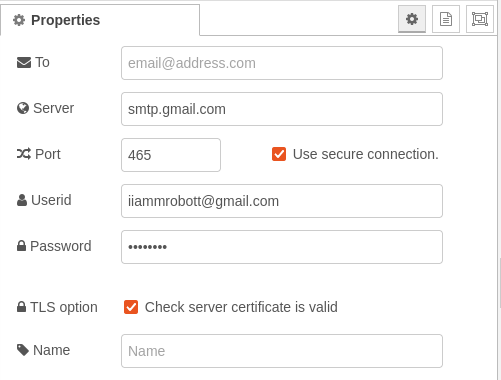 Properties
To
email@address.com
Server
smtp.gmail.com
Port
465
Use secure connection.
Userid
iiammrobott@gmail.com
Password
••••••••
TLS option
Check server certificate is valid
Name
Name